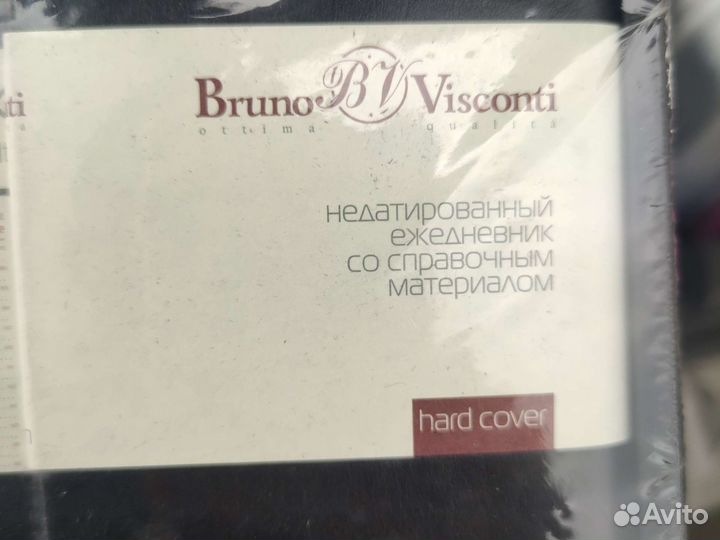 Bruno BV Visconti
ottima qualità
недатированный
ежедневник
со справочным
материалом
hard cover
Avito